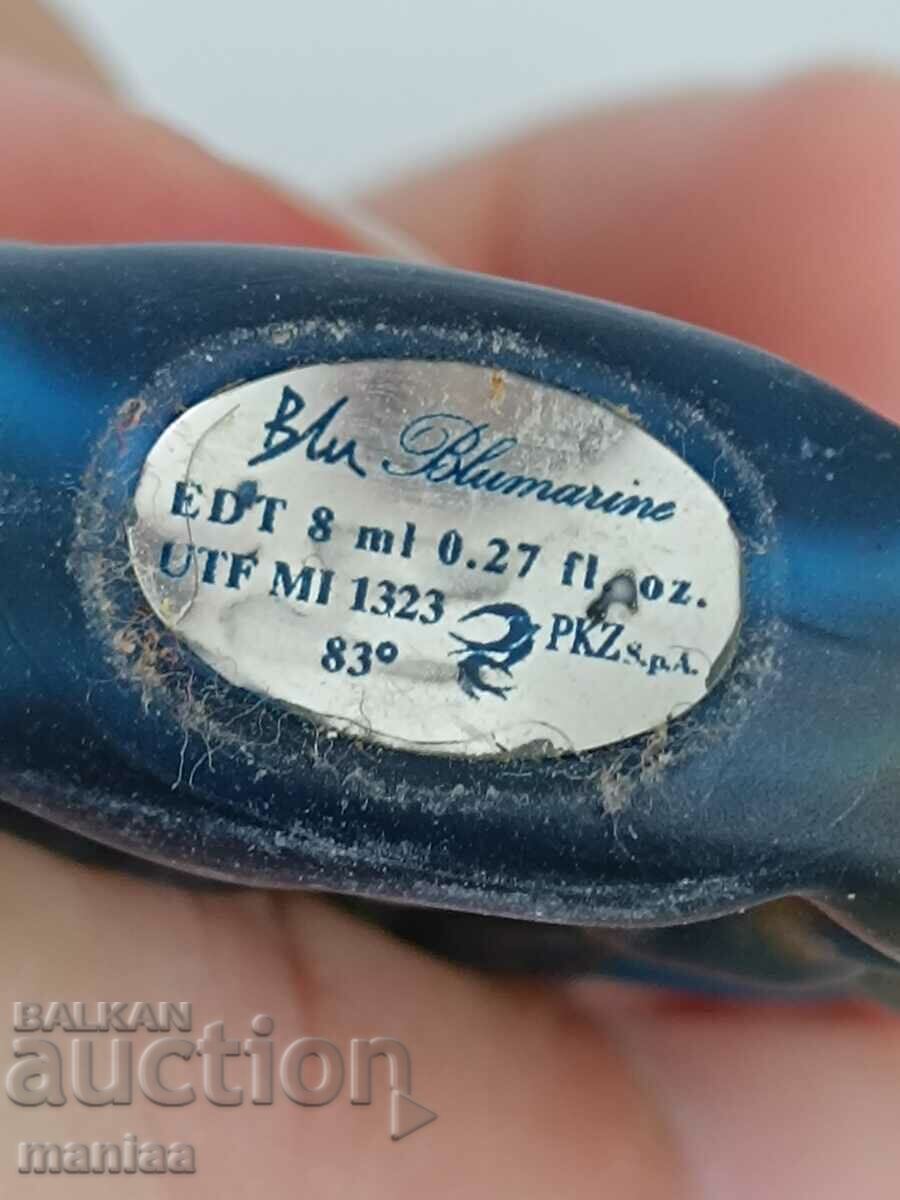 Blu Blumarine
EDT 8 ml 0.27 fl. oz.
UTF MI 1323
PKZ S.p.A.
83°
BALKAN
auction
maniaa